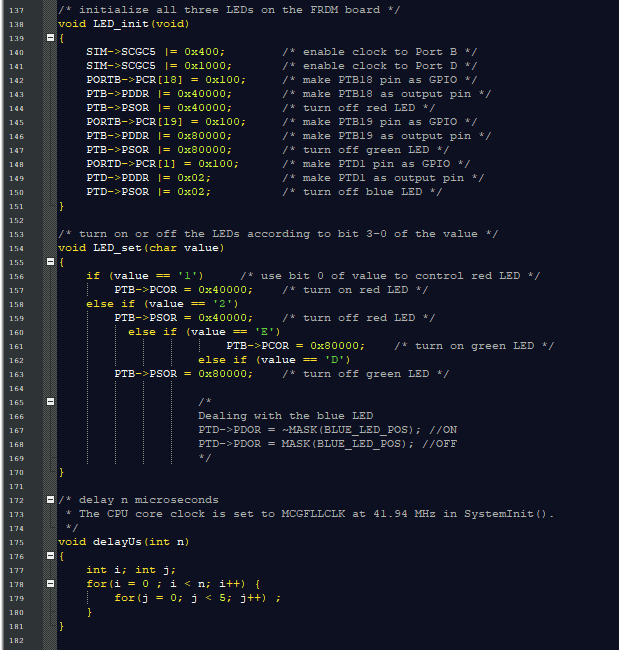 137 /* initialize all three LEDs on the FRDM board */
138 void LED_init(void)
139 {
140     SIM->SCGC5 |= 0x400;        /* enable clock to Port B */
141     SIM->SCGC5 |= 0x1000;       /* enable clock to Port D */
142     PORTB->PCR[18] = 0x100;     /* make PTB18 pin as GPIO */
143     PTB->PDDR |= 0x40000;       /* make PTB18 as output pin */
144     PTB->PSOR |= 0x40000;       /* turn off red LED */
145     PORTB->PCR[19] = 0x100;     /* make PTB19 pin as GPIO */
146     PTB->PDDR |= 0x80000;       /* make PTB19 as output pin */
147     PTB->PSOR |= 0x80000;       /* turn off green LED */
148     PORTD->PCR[1] = 0x100;      /* make PTD1 pin as GPIO */
149     PTD->PDDR |= 0x02;          /* make PTD1 as output pin */
150     PTD->PSOR |= 0x02;          /* turn off blue LED */
151 }
152
153 /* turn on or off the LEDs according to bit 3-0 of the value */
154 void LED_set(char value)
155 {
156     if (value == '1')     /* use bit 0 of value to control red LED */
157         PTB->PCOR = 0x40000;    /* turn on red LED */
158     else if (value == '2')
159         PTB->PSOR = 0x40000;    /* turn off red LED */
160           else if (value == 'E')
161                         PTB->PCOR = 0x80000;    /* turn on green LED */
162                     else if (value == 'D')
163         PTB->PSOR = 0x80000;    /* turn off green LED */
164
165                     /*
166                     Dealing with the blue LED
167                     PTD->PDOR = ~MASK(BLUE_LED_POS); //ON
168                     PTD->PDOR = MASK(BLUE_LED_POS); //OFF
169                     */
170 }
171
172 /* delay n microseconds
173  * The CPU core clock is set to MCGFLLCLK at 41.94 MHz in SystemInit().
174  */
175 void delayUs(int n)
176 {
177     int i; int j;
178     for(i = 0 ; i < n; i++) {
179         for(j = 0; j < 5; j++) ;
180     }
181 }
182